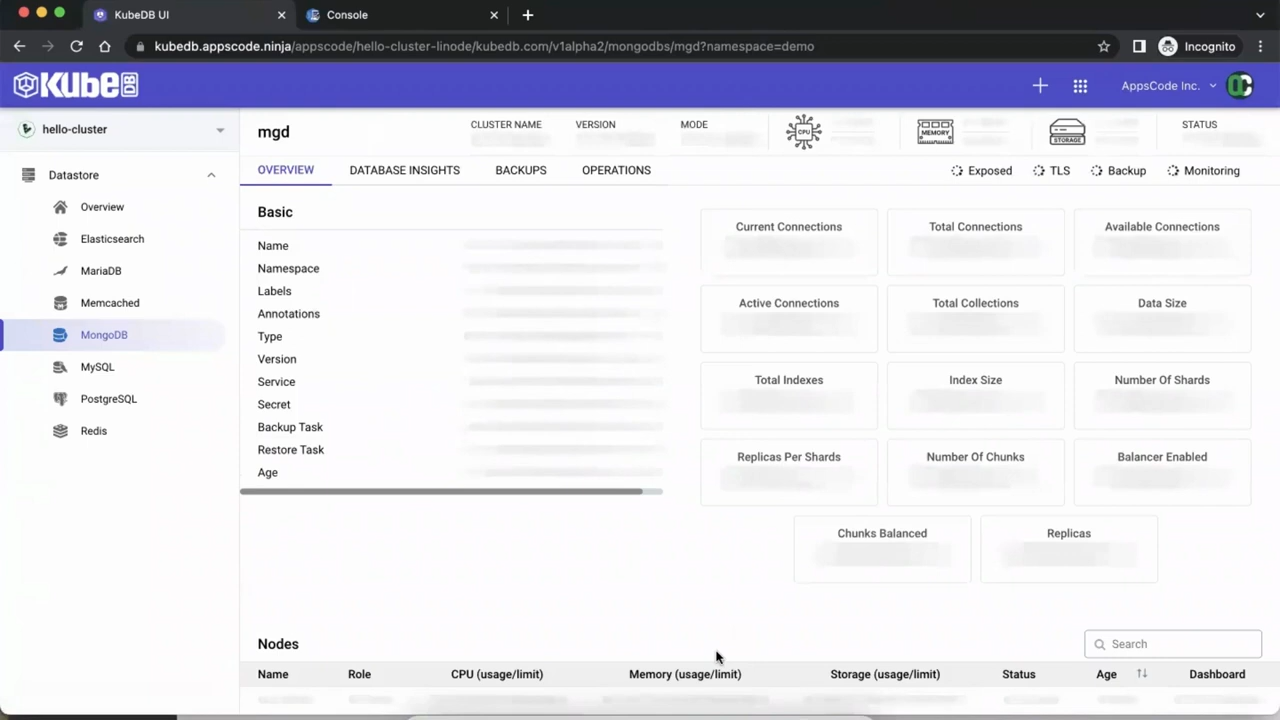 KubeDB UI
Console
kubedb.appscode.ninja/appscode/hello-cluster-linode/kubedb.com/v1alpha2/mongodbs/mgd?namespace=demo
Incognito
KubeDB
AppsCode Inc.
hello-cluster
mgd
CLUSTER NAME
VERSION
MODE
CPU
MEMORY
STORAGE
STATUS
OVERVIEW
DATABASE INSIGHTS
BACKUPS
OPERATIONS
Exposed
TLS
Backup
Monitoring
Datastore
Overview
Elasticsearch
MariaDB
Memcached
MongoDB
MySQL
PostgreSQL
Redis
Basic
Name
Namespace
Labels
Annotations
Type
Version
Service
Secret
Backup Task
Restore Task
Age
Current Connections
Total Connections
Available Connections
Active Connections
Total Collections
Data Size
Total Indexes
Index Size
Number Of Shards
Replicas Per Shards
Number Of Chunks
Balancer Enabled
Chunks Balanced
Replicas
Nodes
Search
Name
Role
CPU (usage/limit)
Memory (usage/limit)
Storage (usage/limit)
Status
Age
Dashboard